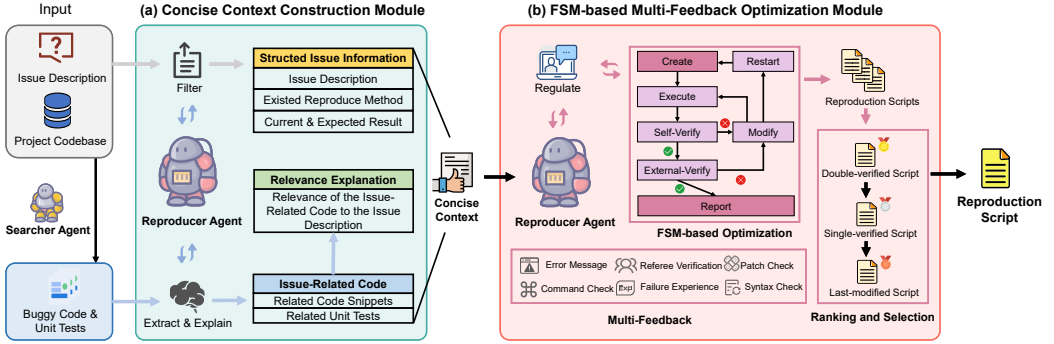 Input
Issue Description
Project Codebase
Searcher Agent
Buggy Code &
Unit Tests
(a) Concise Context Construction Module
Filter
Reproducer Agent
Extract & Explain
Structed Issue Information
Issue Description
Existed Reproduce Method
Current & Expected Result
Relevance Explanation
Relevance of the Issue-
Related Code to the Issue
Description
Issue-Related Code
Related Code Snippets
Related Unit Tests
Concise
Context
(b) FSM-based Multi-Feedback Optimization Module
Regulate
Reproducer Agent
Create
Restart
Execute
Self-Verify
Modify
External-Verify
Report
FSM-based Optimization
Error Message
Referee Verification
Patch Check
Command Check
Exp
Failure Experience
Syntax Check
Multi-Feedback
Reproduction Scripts
Double-verified Script
Single-verified Script
Last-modified Script
Ranking and Selection
Reproduction
Script